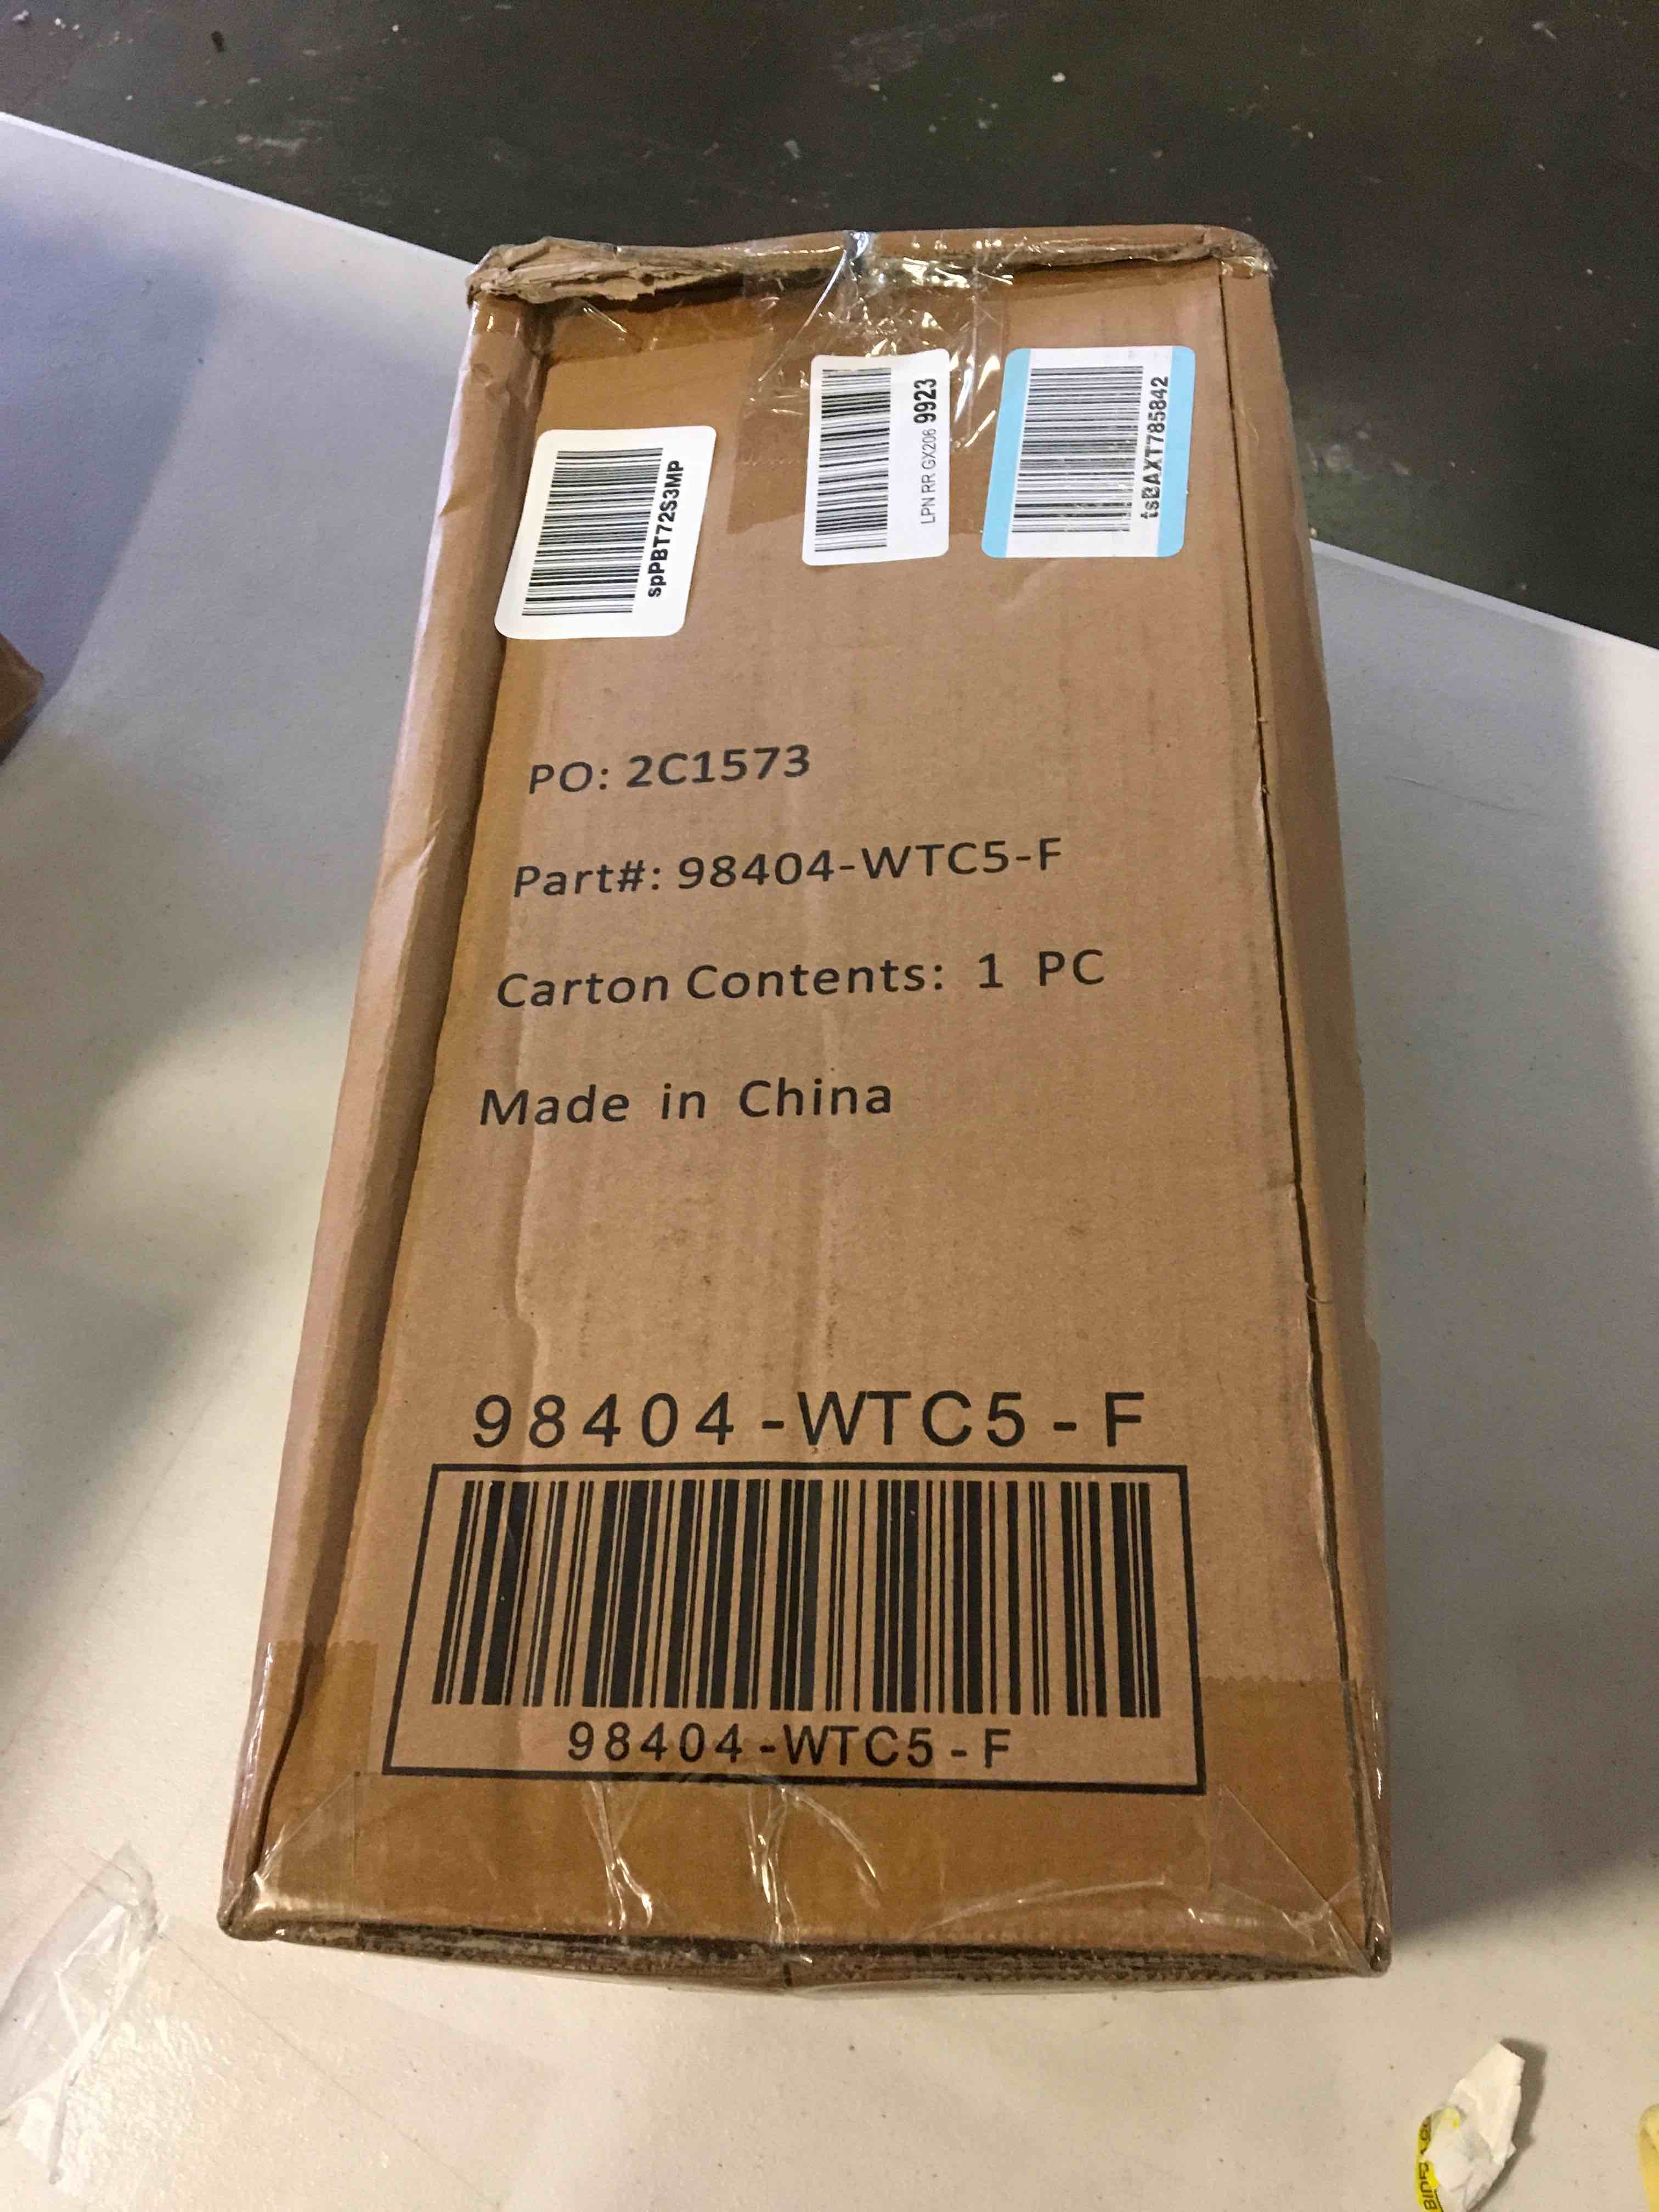 spPBT72S3MP
LPN RR GX206 9923
tsBAXT785842
PO: 2C1573
Part#: 98404-WTC5-F
Carton Contents: 1 PC
Made in China
98404-WTC5-F
98404-WTC5-F